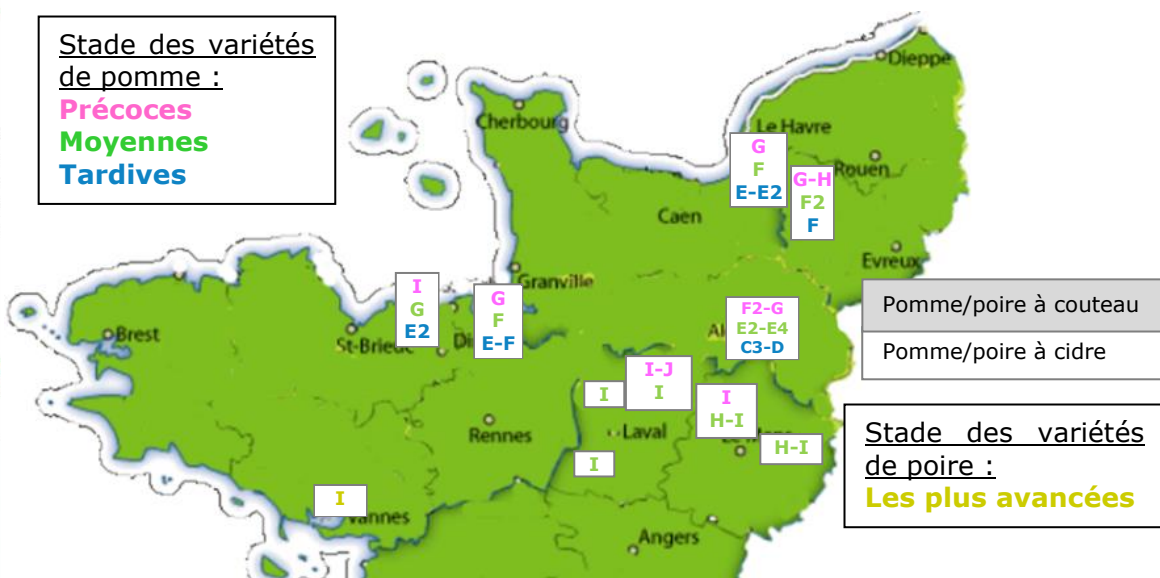 Stade des variétés
de pomme :
Précoces
Moyennes
Tardives
Dieppe
Cherbourg
Le Havre
G
F
E-E2
Rouen
G-H
F2
F
Caen
Evreux
Granville
I
G
E2
G
F
E-F
F2-G
E2-E4
C3-D
Pomme/poire à couteau
Pomme/poire à cidre
Brest
St-Brieuc
I-J
I
I
I
H-I
Rennes
Laval
H-I
I
Stade des variétés
de poire :
Les plus avancées
I
Vannes
Angers